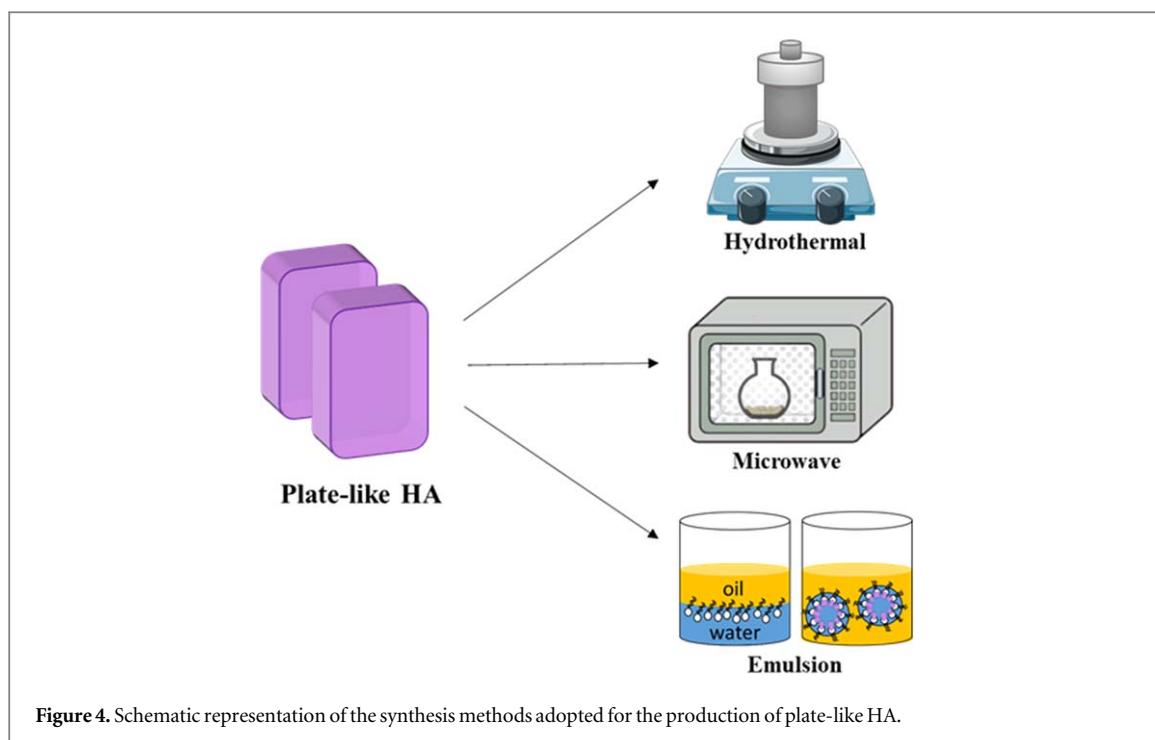 Hydrothermal
Microwave
Plate-like HA
oil
water
Emulsion
Figure 4. Schematic representation of the synthesis methods adopted for the production of plate-like HA.